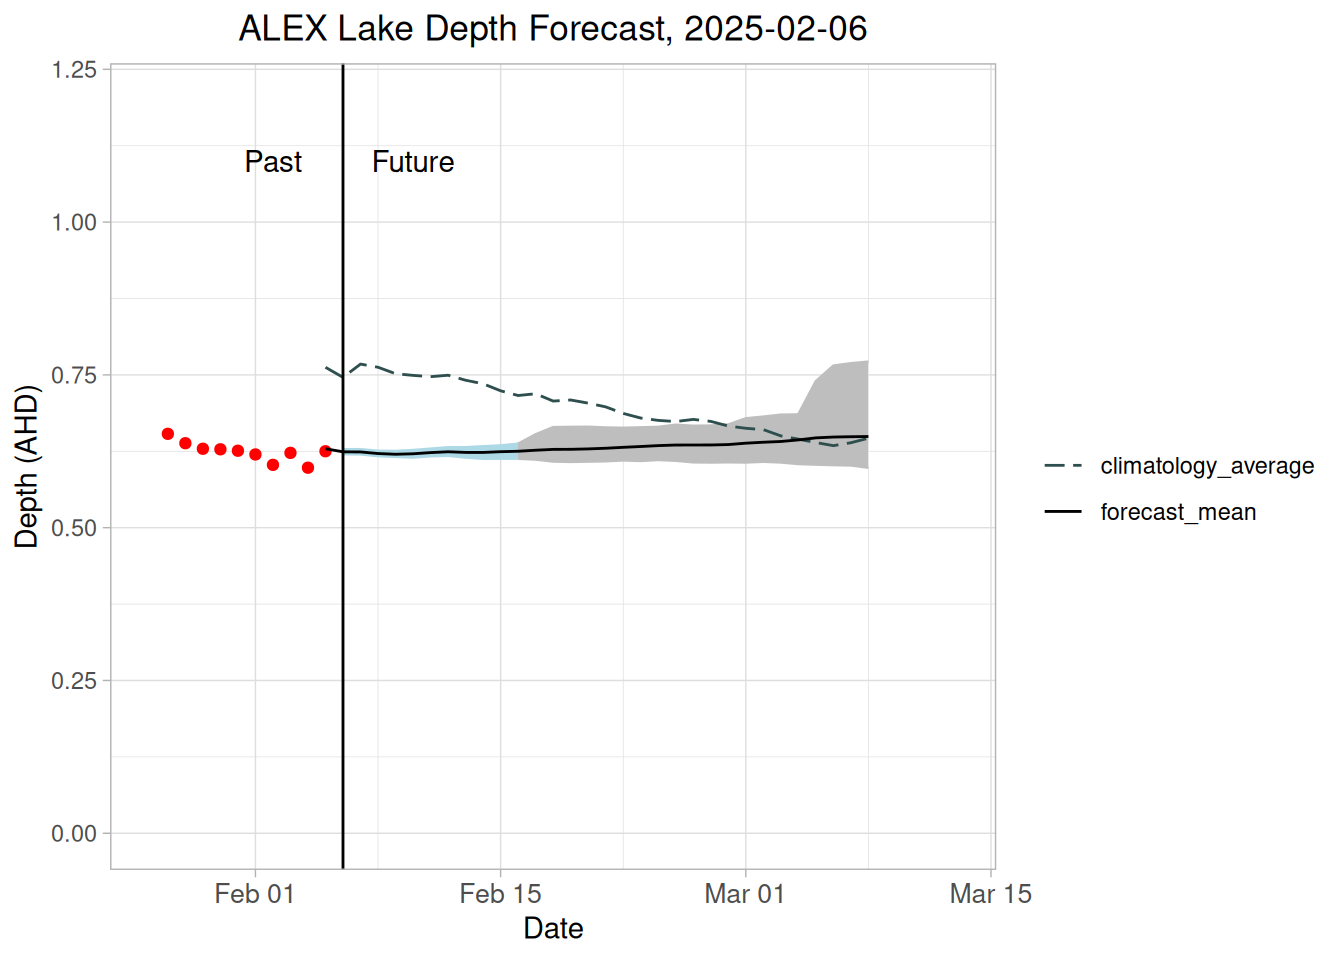 ALEX Lake Depth Forecast, 2025-02-06
1.25
Past
Future
1.00
0.75
0.50
0.25
0.00
Depth (AHD)
climatology_average
forecast_mean
Feb 01
Feb 15
Mar 01
Mar 15
Date